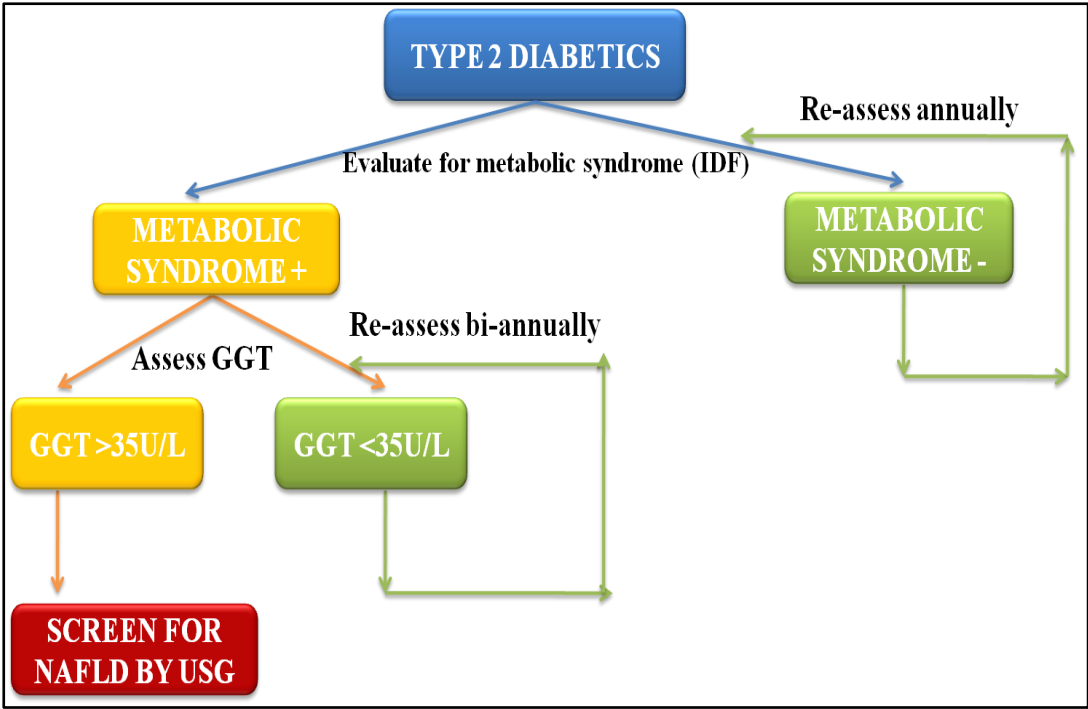 TYPE 2 DIABETICS
Re-assess annually
Evaluate for metabolic syndrome (IDF)
METABOLIC
SYNDROME +
METABOLIC
SYNDROME -
Re-assess bi-annually
Assess GGT
GGT >35U/L
GGT <35U/L
SCREEN FOR
NAFLD BY USG